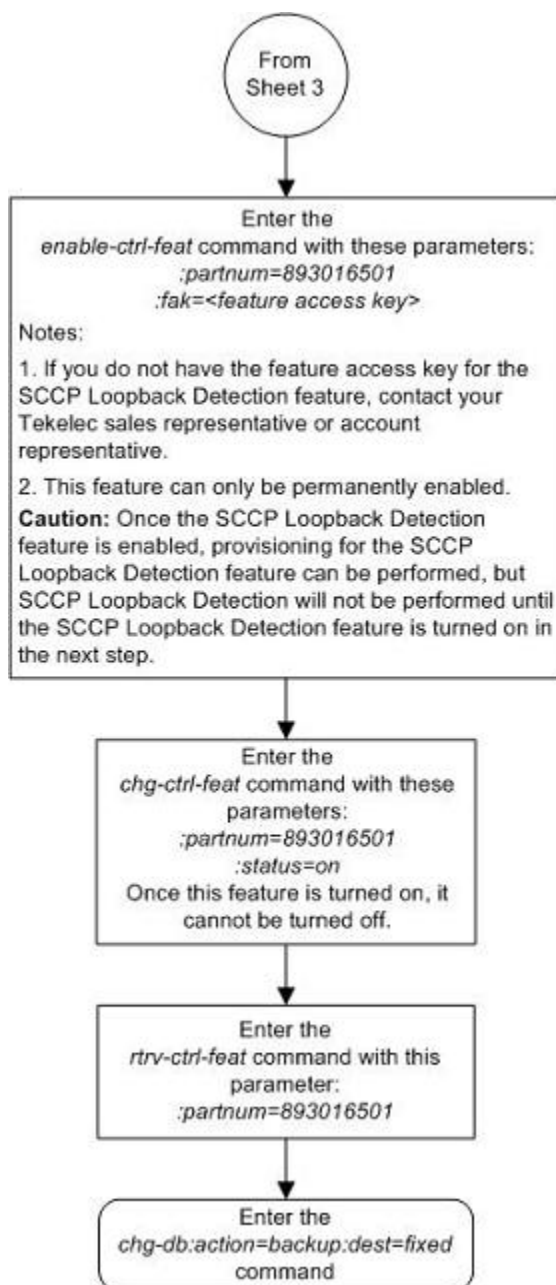 From
Sheet 3
Enter the
enable-ctrl-feat command with these parameters:
:partnum=893016501
:fak=<feature access key>
Notes:
1. If you do not have the feature access key for the
SCCP Loopback Detection feature, contact your
Tekelec sales representative or account
representative.
2. This feature can only be permanently enabled.
Caution: Once the SCCP Loopback Detection
feature is enabled, provisioning for the SCCP
Loopback Detection feature can be performed, but
SCCP Loopback Detection will not be performed until
the SCCP Loopback Detection feature is turned on in
the next step.
Enter the
chg-ctrl-feat command with these
parameters:
:partnum=893016501
:status=on
Once this feature is turned on, it
cannot be turned off.
Enter the
rtrv-ctrl-feat command with this
parameter:
:partnum=893016501
Enter the
chg-db:action=backup:dest=fixed
command